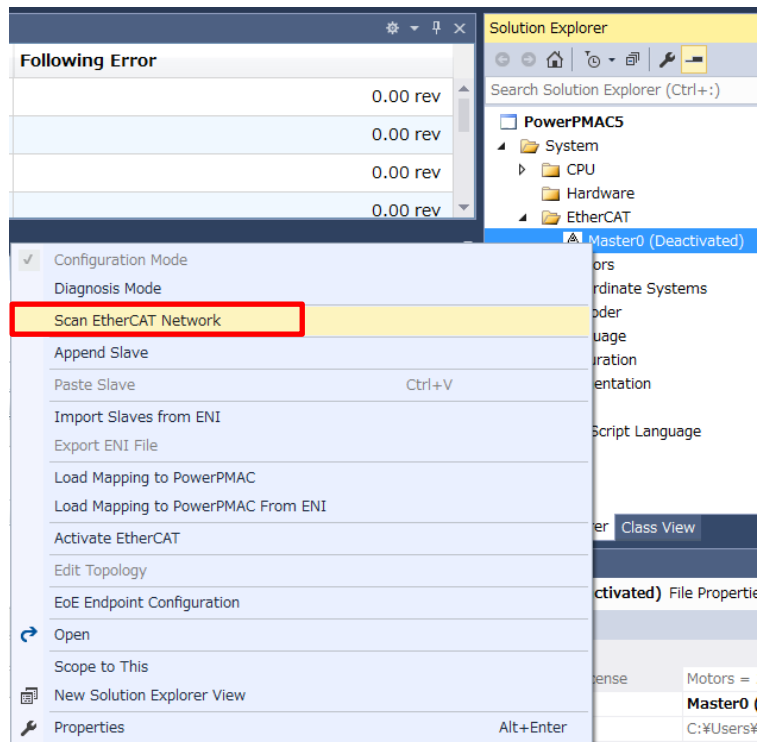 Following Error
0.00 rev
0.00 rev
0.00 rev
0.00 rev
Solution Explorer
Search Solution Explorer (Ctrl+:)
PowerPMAC5
System
CPU
Hardware
EtherCAT
Master0 (Deactivated)
ors
rdinate Systems
oder
uage
uration
entation
Script Language
er Class View
ctivated) File Propertie
ense Motors =
Master0 (
C:¥Users¥
Configuration Mode
Diagnosis Mode
Scan EtherCAT Network
Append Slave
Paste Slave Ctrl+V
Import Slaves from ENI
Export ENI File
Load Mapping to PowerPMAC
Load Mapping to PowerPMAC From ENI
Activate EtherCAT
Edit Topology
EoE Endpoint Configuration
Open
Scope to This
New Solution Explorer View
Properties Alt+Enter